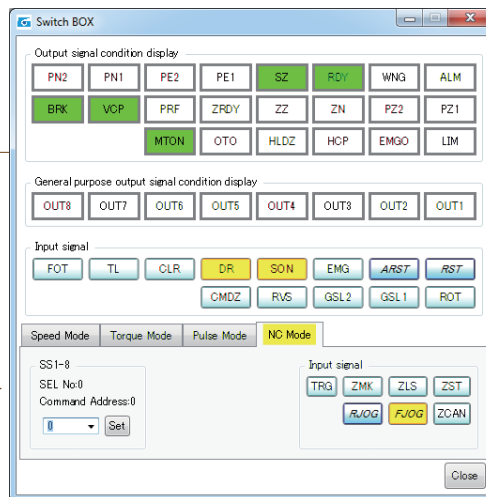 Switch BOX
Output signal condition display
PN2 PN1 PE2 PE1 SZ RDY WNG ALM
BRK VCP PRF ZRDY ZZ ZN PZ2 PZ1
MTON OTO HLDZ HCP EMGO LIM
General purpose output signal condition display
OUT8 OUT7 OUT6 OUT5 OUT4 OUT3 OUT2 OUT1
Input signal
FOT TL CLR DR SON EMG ARST RST
CMDZ RVS GSL2 GSL1 ROT
Speed Mode Torque Mode Pulse Mode NC Mode
SS1-8
SEL No:0
Command Address:0
0 Set
Input signal
TRG ZMK ZLS ZST
RJOG FJOG ZCAN
Close